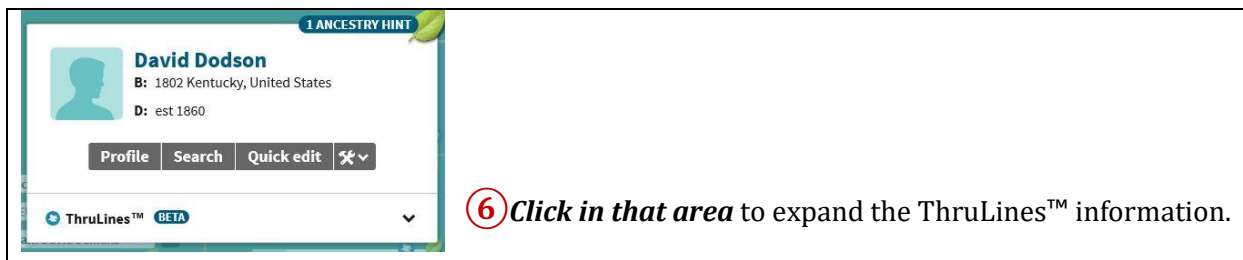 1 ANCESTRY HINT
David Dodson
B: 1802 Kentucky, United States
D: est 1860
Profile Search Quick edit
ThruLines™ BETA
⑥Click in that area to expand the ThruLines™ information.